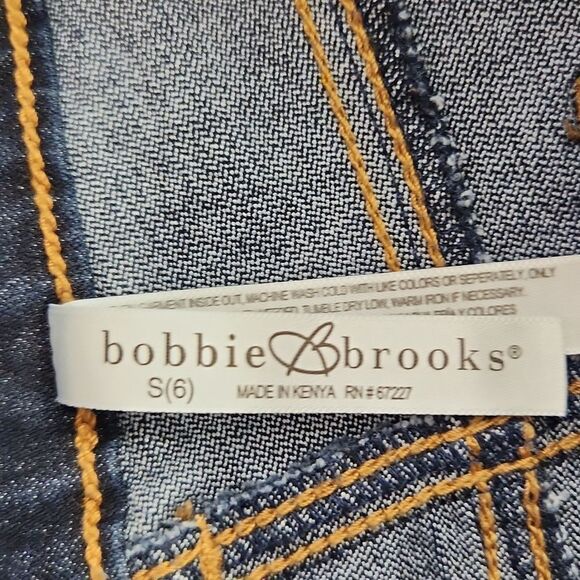 GARMENT INSIDE OUT, MACHINE WASH COLD WITH LIKE COLORS OR SEPERATELY, ONLY
TUMBLE DRY LOW, WARM IRON IF NECESSARY.
COLORES
bobbie brooks®
S(6)
MADE IN KENYA RN # 67227